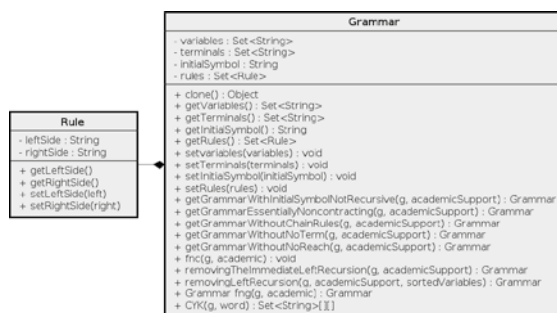 Grammar
- variables : Set<String>
- terminals : Set<String>
- initialSymbol : String
- rules : Set<Rule>
+ clone() : Object
+ getVariables() : Set<String>
+ getTerminals() : Set<String>
+ getInitialSymbol() : String
+ getRules() : Set<Rule>
+ setvariables(variables) : void
+ setTerminals(terminals) : void
+ setInitiaSymbol(initialSymbol) : void
+ setRules(rules) : void
+ getGrammarWithInitialSymbolNotRecursive(g, academicSupport) : Grammar
+ getGrammarEssentiallyNoncontracting(g, academicSupport) : Grammar
+ getGrammarWithoutChainRules(g, academicSupport) : Grammar
+ getGrammarWithoutNoTerm(g, academicSupport) : Grammar
+ getGrammarWithoutNoReach(g, academicSupport) : Grammar
+ fnc(g, academic) : void
+ removingTheImmediateLeftRecursion(g, academicSupport) : Grammar
+ removingLeftRecursion(g, academicSupport, sortedVariables) : Grammar
+ Grammar fng(g, academic) : Grammar
+ CYK(g, word) : Set<String>[][]
Rule
- leftSide : String
- rightSide : String
+ getLeftSide()
+ getRightSide()
+ setLeftSide(left)
+ setRightSide(right)